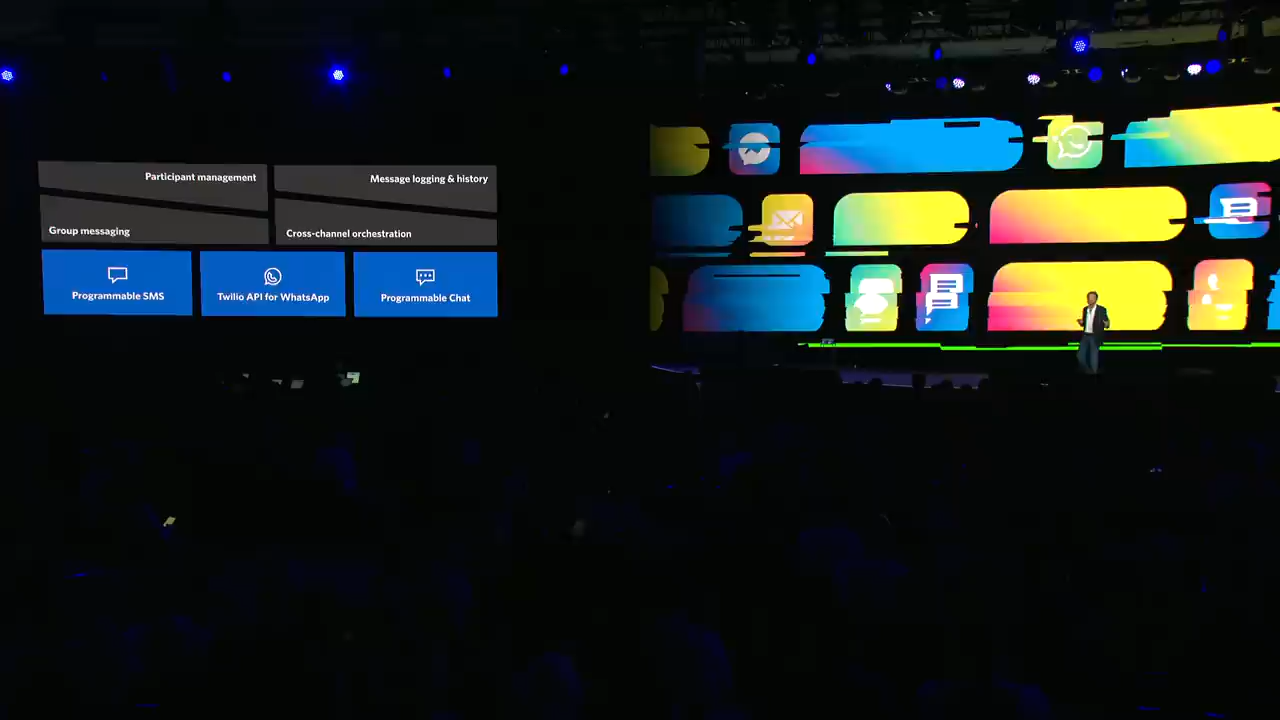 Participant management
Message logging & history
Group messaging
Cross-channel orchestration
Programmable SMS
Twilio API for WhatsApp
Programmable Chat